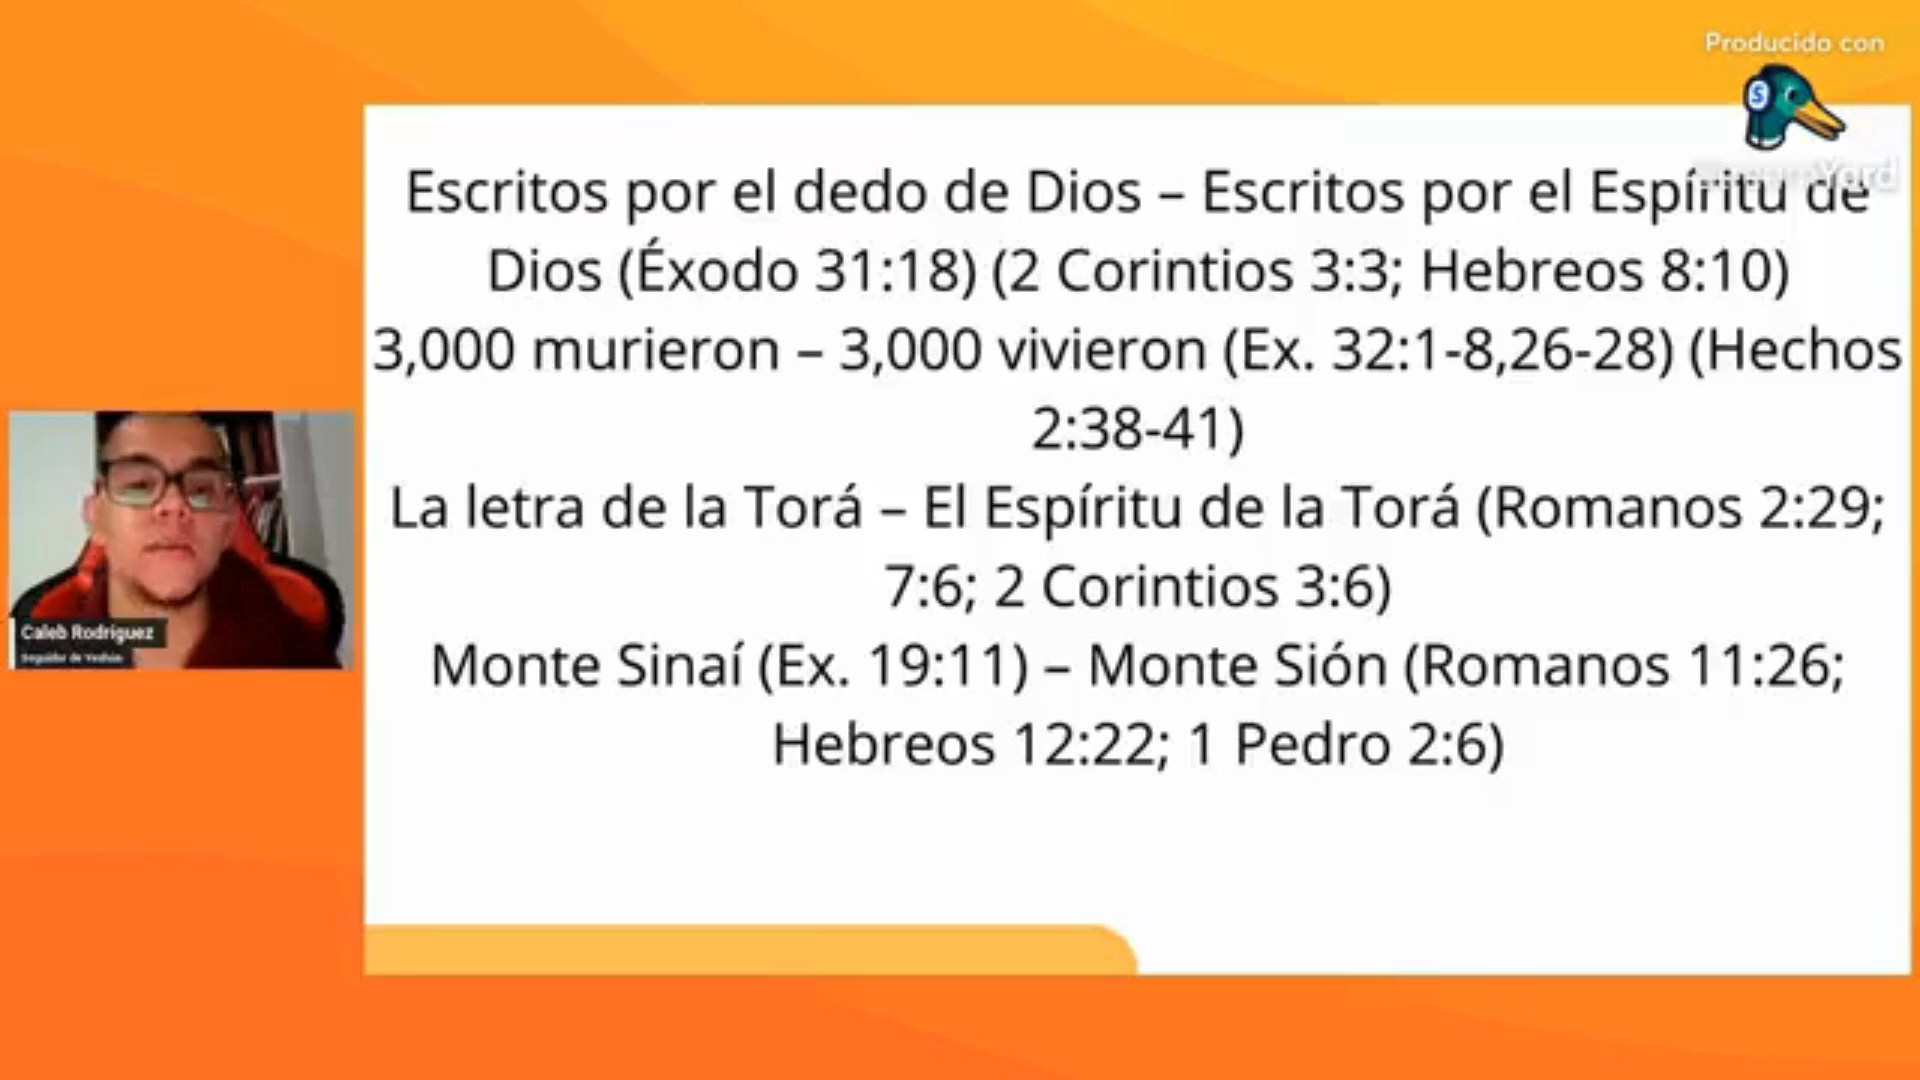 Producido con
Escritos por el dedo de Dios – Escritos por el Espíritu de
Dios (Éxodo 31:18) (2 Corintios 3:3; Hebreos 8:10)
3,000 murieron – 3,000 vivieron (Ex. 32:1-8,26-28) (Hechos
2:38-41)
La letra de la Torá – El Espíritu de la Torá (Romanos 2:29;
7:6; 2 Corintios 3:6)
Monte Sinaí (Ex. 19:11) – Monte Sión (Romanos 11:26;
Hebreos 12:22; 1 Pedro 2:6)
Caleb Rodríguez
Seguidor de